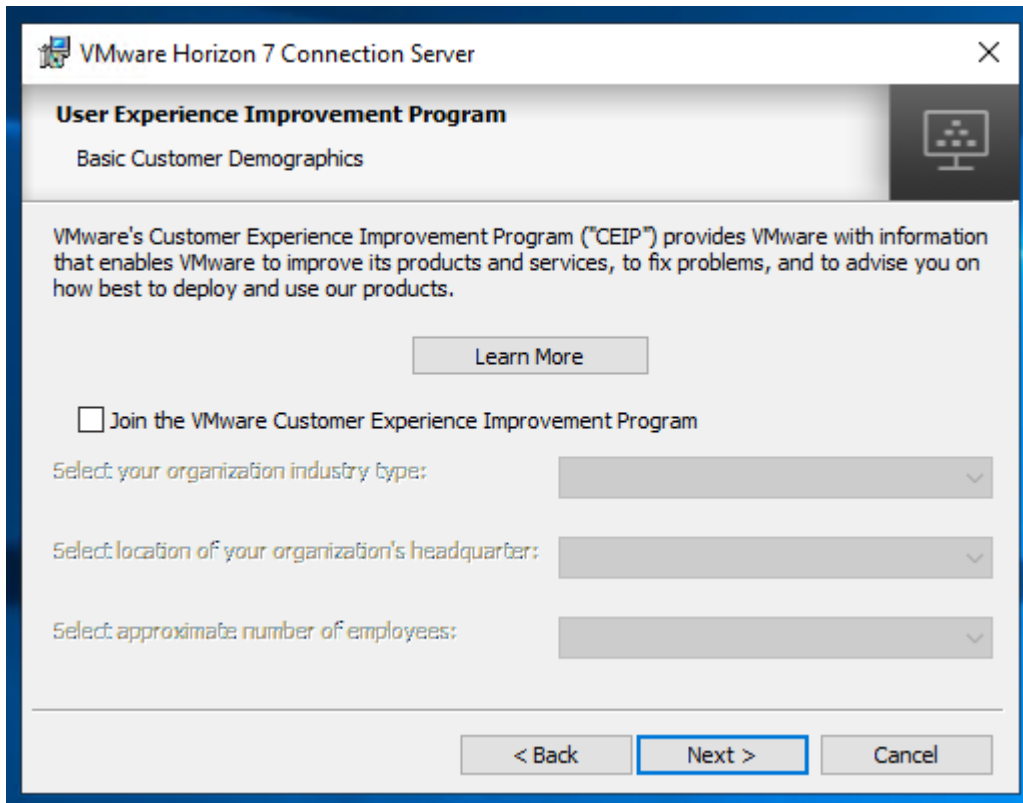 VMware Horizon 7 Connection Server
User Experience Improvement Program
Basic Customer Demographics
VMware's Customer Experience Improvement Program ("CEIP") provides VMware with information
that enables VMware to improve its products and services, to fix problems, and to advise you on
how best to deploy and use our products.
Learn More
Join the VMware Customer Experience Improvement Program
Select your organization industry type:
Select location of your organization's headquarter:
Select approximate number of employees:
< Back Next > Cancel